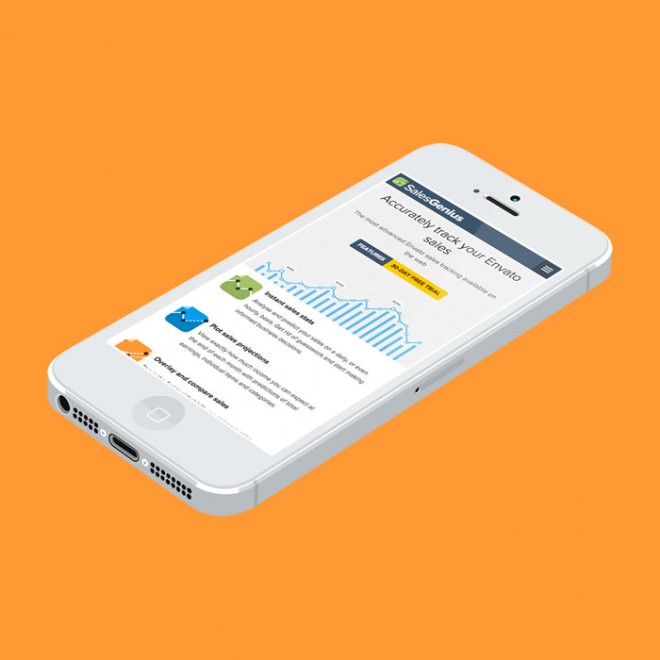 SalesGenius
Accurately track your Envato
sales
The most advanced Envato sales tracking available on
the web
FEATURES
30-DAY FREE TRIAL
Instant sales stats
Analyse and predict your sales on a daily, or even
hourly, basis. Get rid of guesswork and start making
informed business decisions.
Plot sales projections
View exactly how much income you can expect at
the end of each month with predictions of total
earnings, individual items and categories.
Overlay and compare sales